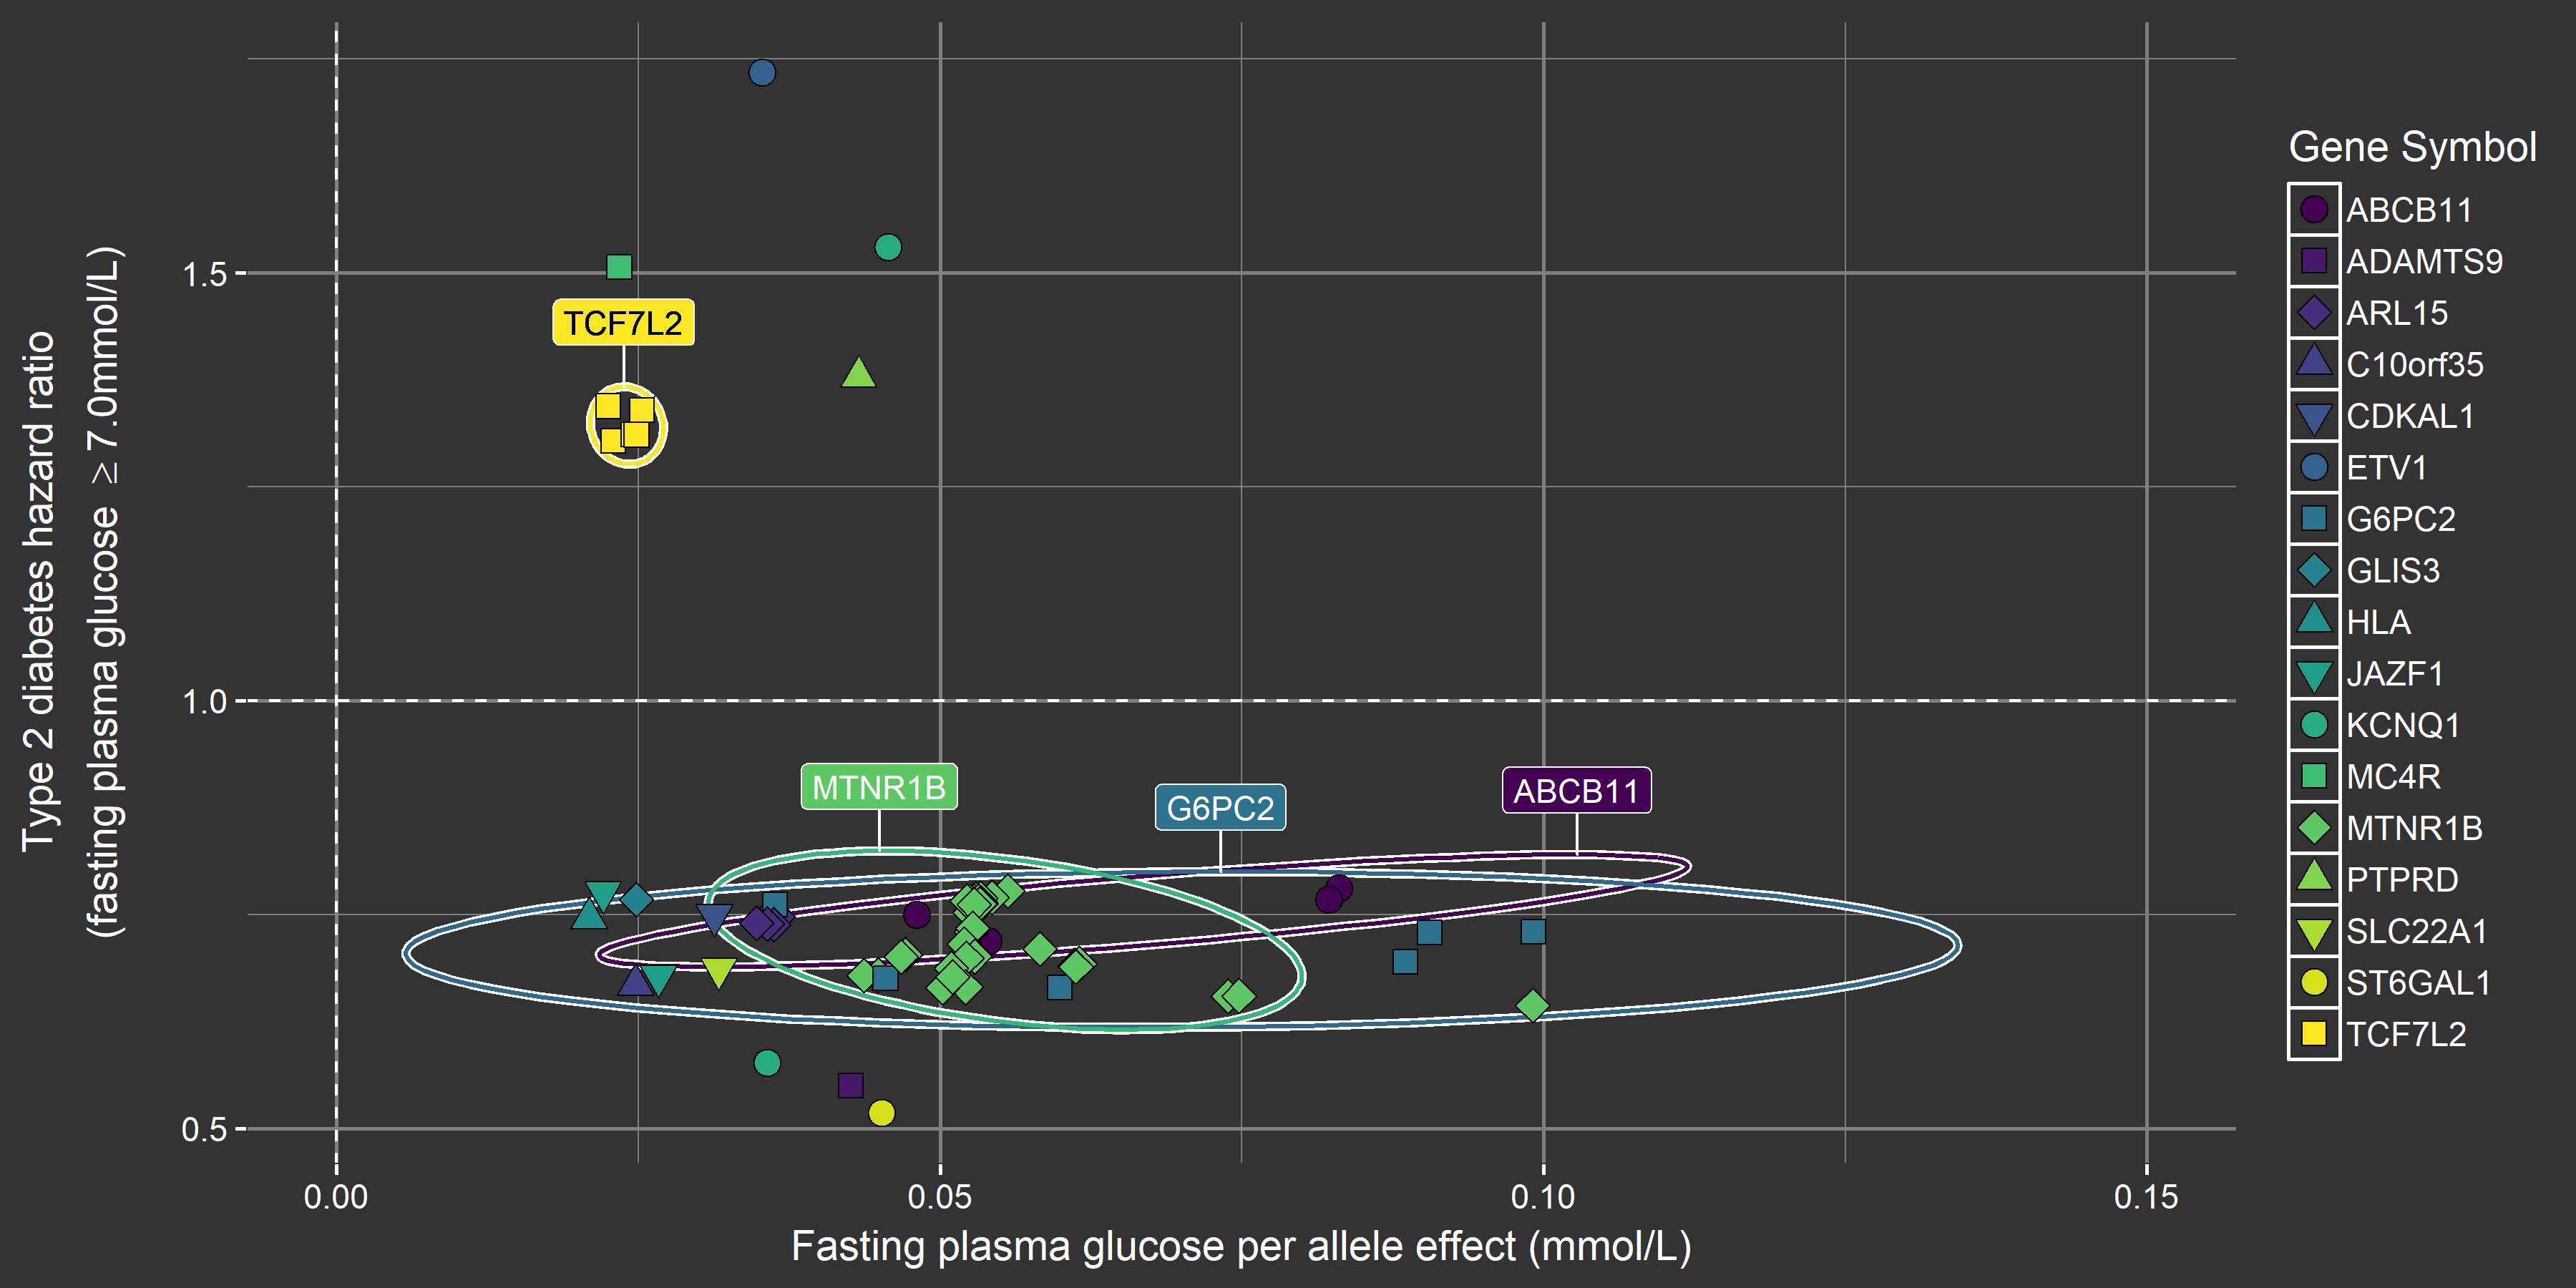 Type 2 diabetes hazard ratio
(fasting plasma glucose ≥ 7.0mmol/L)
1.5
1.0
0.5
TCF7L2
MTNR1B
G6PC2
ABCB11
0.00
0.05
0.10
0.15
Fasting plasma glucose per allele effect (mmol/L)
Gene Symbol
ABCB11
ADAMTS9
ARL15
C10orf35
CDKAL1
ETV1
G6PC2
GLIS3
HLA
JAZF1
KCNQ1
MC4R
MTNR1B
PTPRD
SLC22A1
ST6GAL1
TCF7L2